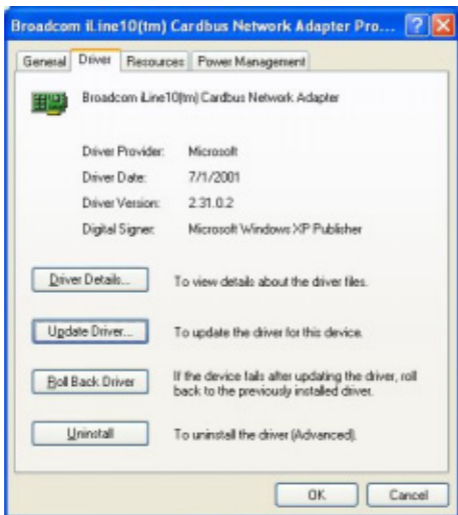 Broadcom iLine10(tm) Cardbus Network Adapter Pro...
General Driver Resources Power Management
Broadcom iLine10(tm) Cardbus Network Adapter
Driver Provider: Microsoft
Driver Date: 7/1/2001
Driver Version: 2.31.0.2
Digital Signer: Microsoft Windows XP Publisher
Driver Details... To view details about the driver files.
Update Driver... To update the driver for this device.
Roll Back Driver If the device fails after updating the driver, roll
back to the previously installed driver.
Uninstall To uninstall the driver (Advanced).
OK Cancel